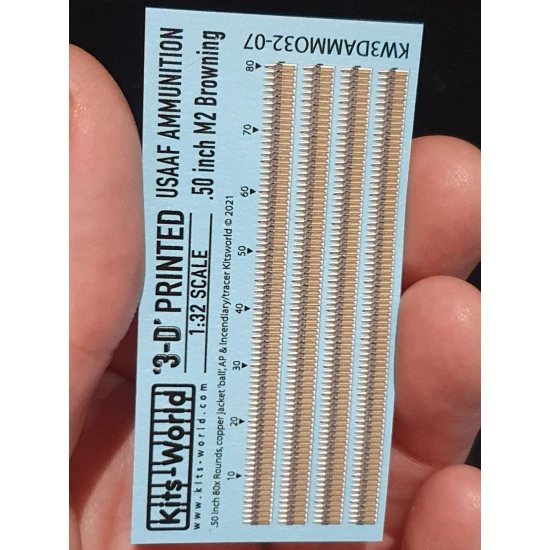 Kits-World
www.kits-world.com
'3-D' PRINTED
1:32 SCALE
USAAF AMMUNITION
.50 inch M2 Browning
.50 Inch 80x Rounds, copper jacket 'ball', AP & Incendiary/tracer Kitsworld © 2021
10 20 30 40 50 60 70 80
KW3DAMMO32-07